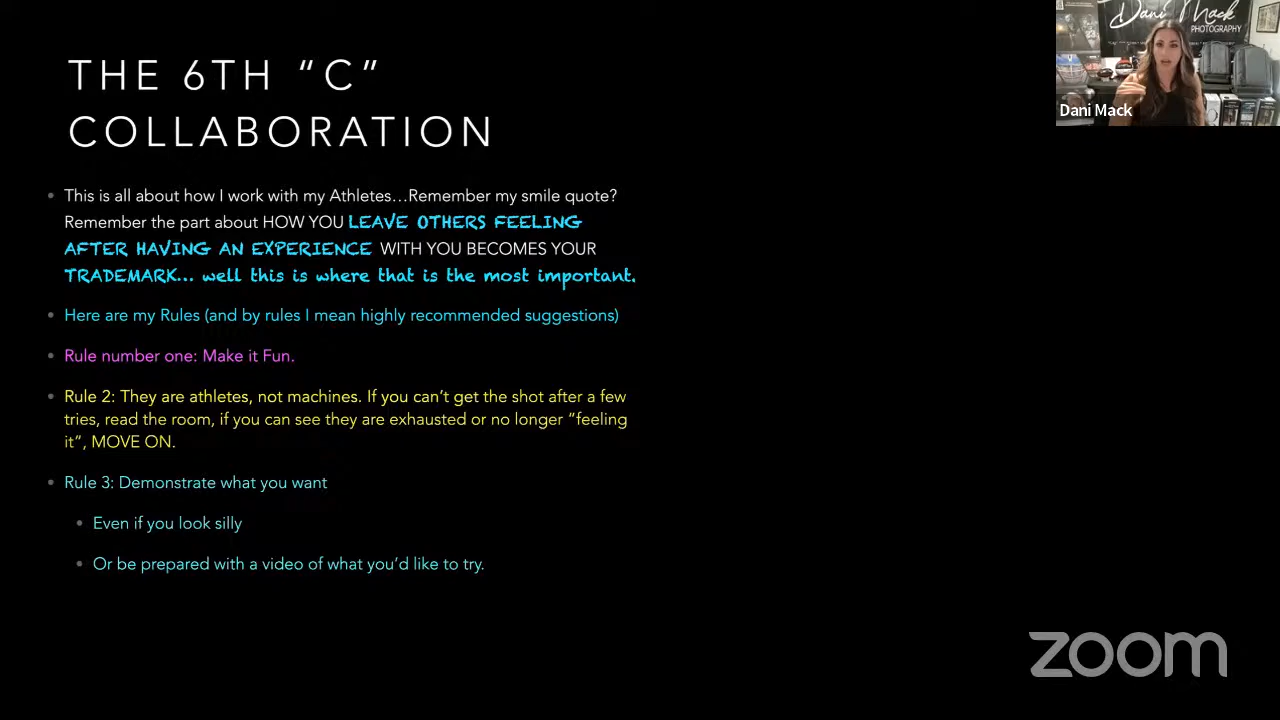 THE 6TH “C”
COLLABORATION
This is all about how I work with my Athletes…Remember my smile quote?
Remember the part about HOW YOU LEAVE OTHERS FEELING
AFTER HAVING AN EXPERIENCE WITH YOU BECOMES YOUR
TRADEMARK… well this is where that is the most important.
Here are my Rules (and by rules I mean highly recommended suggestions)
Rule number one: Make it Fun.
Rule 2: They are athletes, not machines. If you can’t get the shot after a few
tries, read the room, if you can see they are exhausted or no longer “feeling
it”, MOVE ON.
Rule 3: Demonstrate what you want
Even if you look silly
Or be prepared with a video of what you’d like to try.
Dani Mack
PHOTOGRAPHY
Dani Mack
zoom